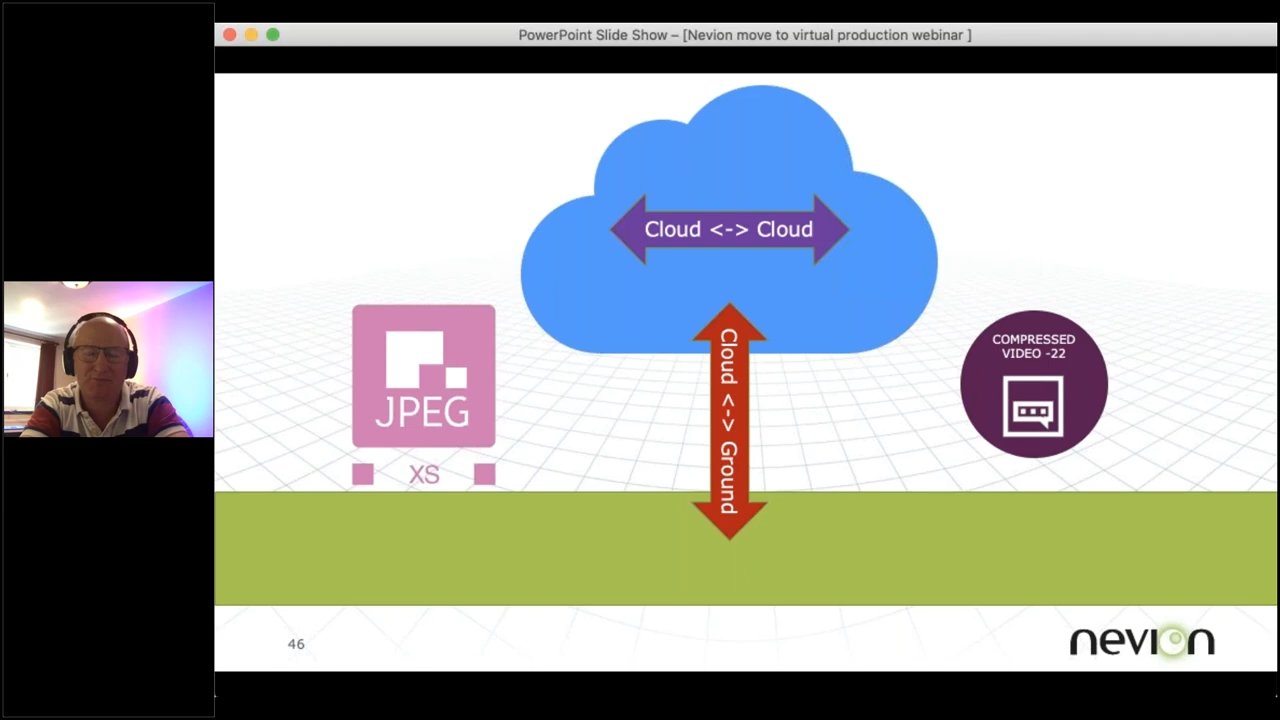 PowerPoint Slide Show – [Nevion move to virtual production webinar ]
Cloud <-> Cloud
Cloud <-> Ground
JPEG
XS
COMPRESSED
VIDEO -22
46
nevion